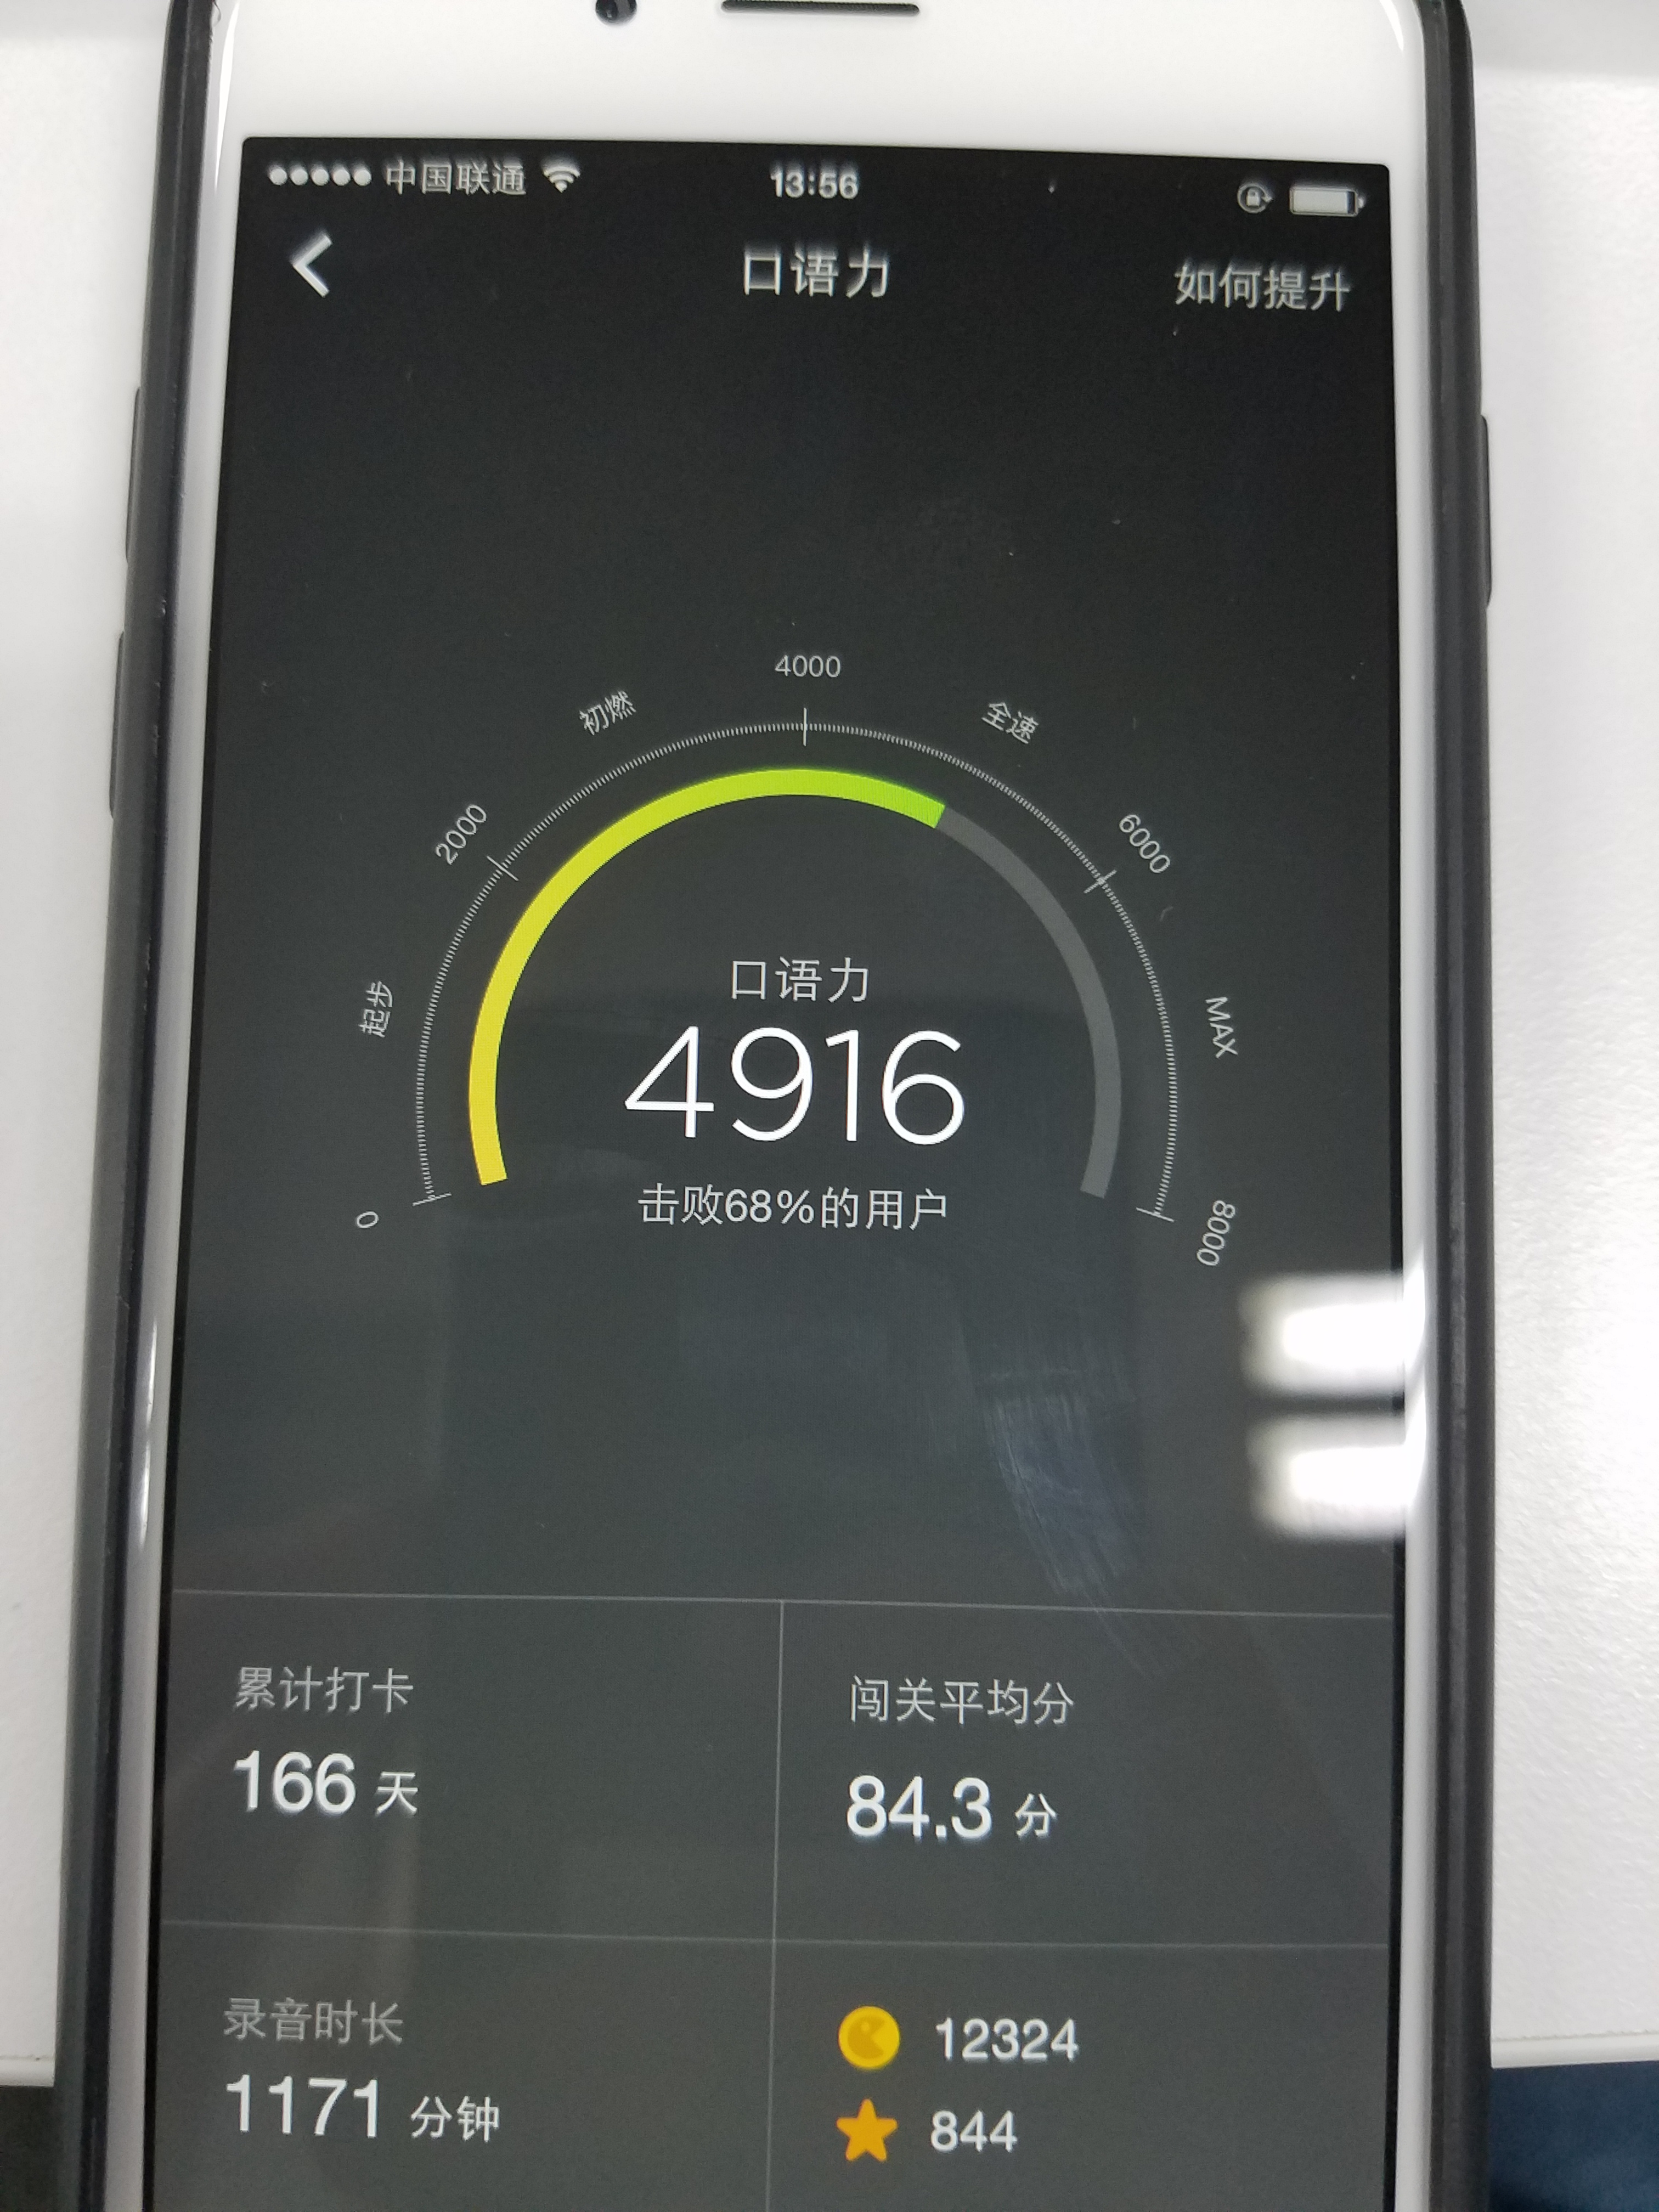 中国联通 13:56
口语力 如何提升
4000
初燃 全速
2000 6000
起步 MAX
口语力
4916
击败68%的用户
0 8000
累计打卡 闯关平均分
166 天 84.3 分
录音时长 12324
1171 分钟 844